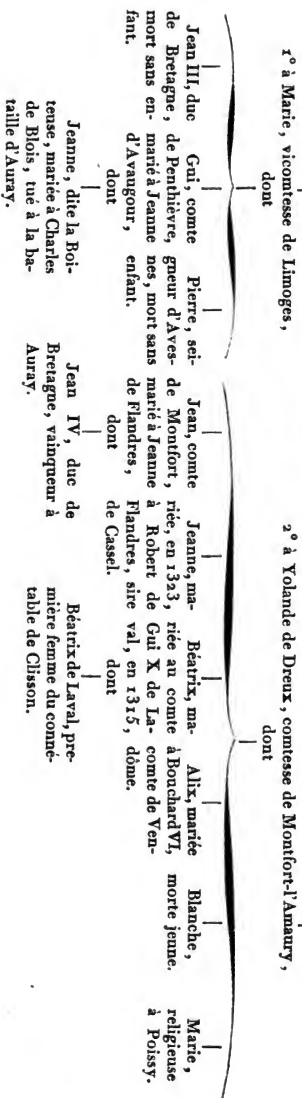 1º à Marie, vicomtesse de Limoges,
dont
Jean III, duc
de Bretagne,
mort sans en-
fant.
Gui, comte
de Penthièvre,
marié à Jeanne
d'Avaugour,
dont
Jeanne, dite la Boi-
teuse, mariée à Charles
de Blois, tué à la ba-
taille d'Auray.
Pierre, sei-
gneur d'Aves-
nes, mort sans
enfant.
2º à Yolande de Dreux, comtesse de Montfort-l'Amaury,
dont
Jean, comte
de Montfort,
marié à Jeanne
de Flandres,
dont
Jean IV, duc de
Bretagne, vainqueur à
Auray.
Jeanne, ma-
riée, en 1323,
à Robert de
Flandres, sire
de Cassel.
Béatrix, ma-
riée au comte
Gui X de La-
val, en 1315,
dont
Béatrix de Laval, pre-
mière femme du conné-
table de Clisson.
Alix, mariée
à Bouchard VI,
comte de Ven-
dôme.
Blanche,
morte jeune.
Marie,
religieuse
à Poissy.